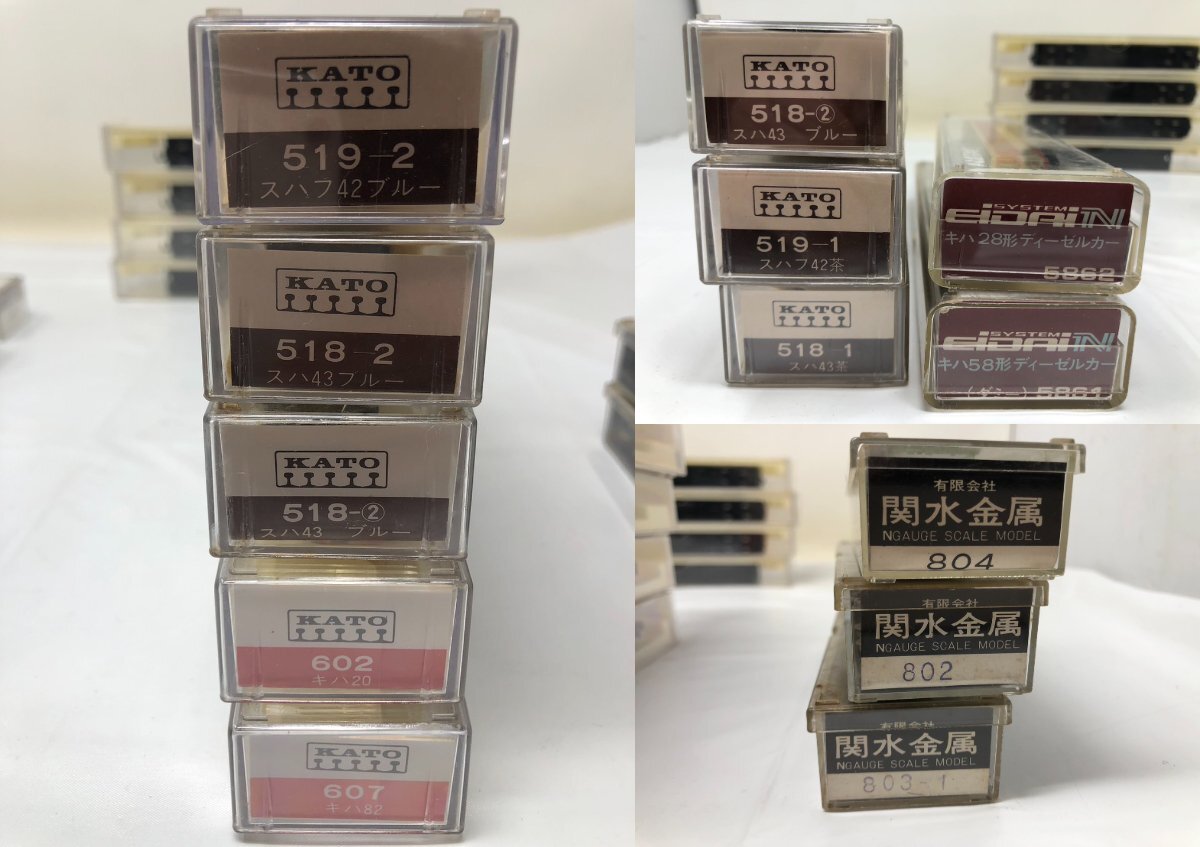 KATO
519-2
スハフ42ブルー
KATO
518-2
スハ43ブルー
KATO
518-②
スハ43 ブルー
KATO
602
キハ20
KATO
607
キハ82
KATO
518-②
スハ43 ブルー
KATO
519-1
スハフ42茶
KATO
518-1
スハ43茶
SYSTEM
EIDAI N
キハ28形ディーゼルカー
5862
SYSTEM
EIDAI N
キハ58形ディーゼルカー
(ダミー) 5861
有限会社
関水金属
NGAUGE SCALE MODEL
804
有限会社
関水金属
NGAUGE SCALE MODEL
802
有限会社
関水金属
NGAUGE SCALE MODEL
803-1